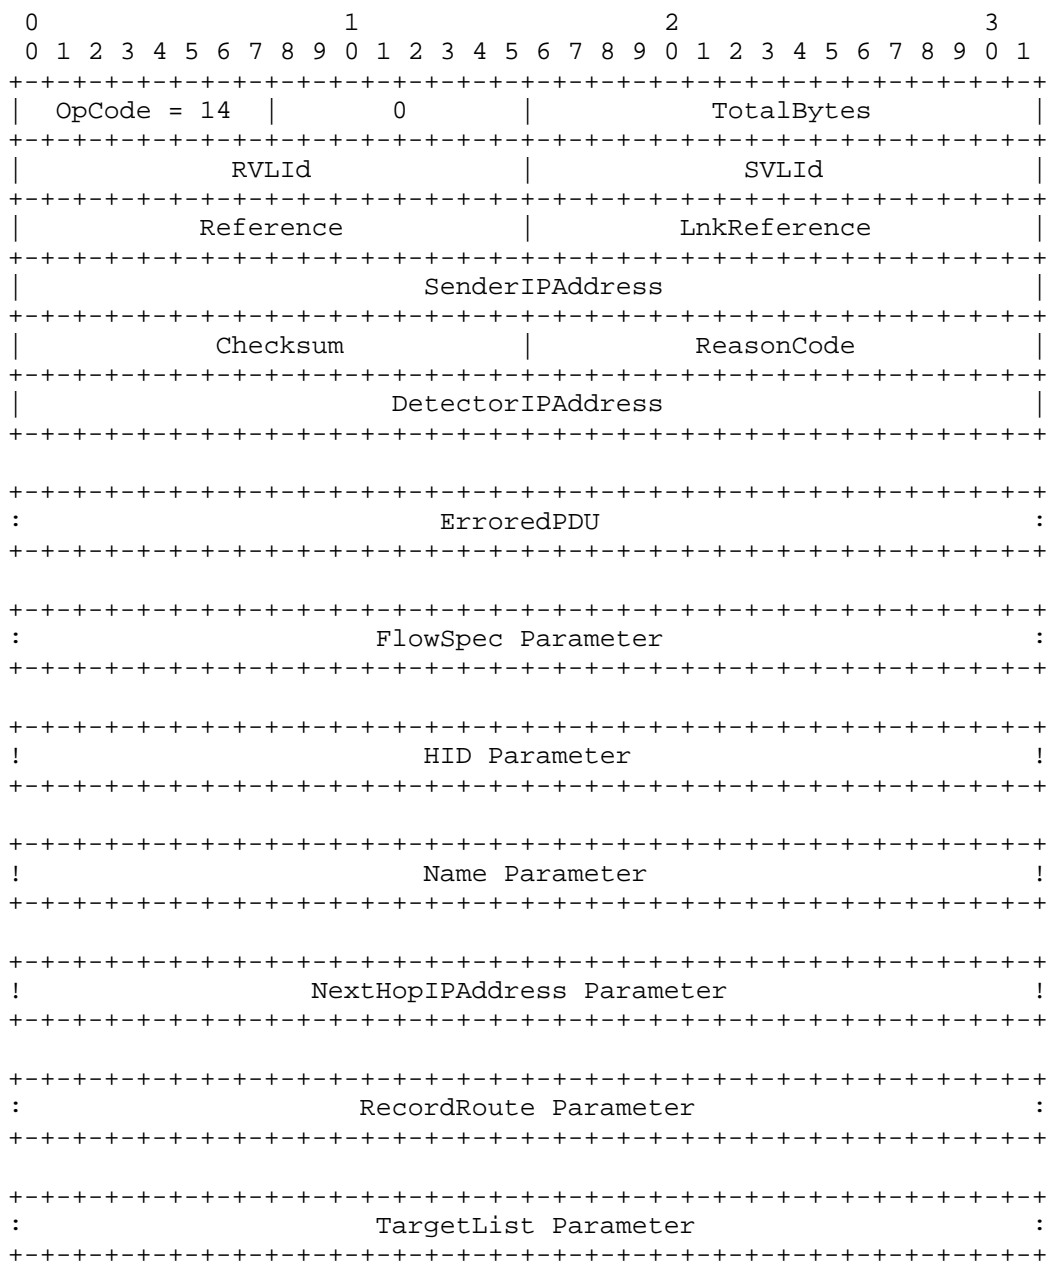 0                   1                   2                   3
 0 1 2 3 4 5 6 7 8 9 0 1 2 3 4 5 6 7 8 9 0 1 2 3 4 5 6 7 8 9 0 1
+-+-+-+-+-+-+-+-+-+-+-+-+-+-+-+-+-+-+-+-+-+-+-+-+-+-+-+-+-+-+-+-+
|  OpCode = 14  |       0       |           TotalBytes          |
+-+-+-+-+-+-+-+-+-+-+-+-+-+-+-+-+-+-+-+-+-+-+-+-+-+-+-+-+-+-+-+-+
|             RVLId             |             SVLId             |
+-+-+-+-+-+-+-+-+-+-+-+-+-+-+-+-+-+-+-+-+-+-+-+-+-+-+-+-+-+-+-+-+
|           Reference           |         LnkReference          |
+-+-+-+-+-+-+-+-+-+-+-+-+-+-+-+-+-+-+-+-+-+-+-+-+-+-+-+-+-+-+-+-+
|                         SenderIPAddress                       |
+-+-+-+-+-+-+-+-+-+-+-+-+-+-+-+-+-+-+-+-+-+-+-+-+-+-+-+-+-+-+-+-+
|            Checksum           |          ReasonCode           |
+-+-+-+-+-+-+-+-+-+-+-+-+-+-+-+-+-+-+-+-+-+-+-+-+-+-+-+-+-+-+-+-+
|                       DetectorIPAddress                       |
+-+-+-+-+-+-+-+-+-+-+-+-+-+-+-+-+-+-+-+-+-+-+-+-+-+-+-+-+-+-+-+-+

+-+-+-+-+-+-+-+-+-+-+-+-+-+-+-+-+-+-+-+-+-+-+-+-+-+-+-+-+-+-+-+-+
:                          ErroredPDU                           :
+-+-+-+-+-+-+-+-+-+-+-+-+-+-+-+-+-+-+-+-+-+-+-+-+-+-+-+-+-+-+-+-+

+-+-+-+-+-+-+-+-+-+-+-+-+-+-+-+-+-+-+-+-+-+-+-+-+-+-+-+-+-+-+-+-+
:                      FlowSpec Parameter                       :
+-+-+-+-+-+-+-+-+-+-+-+-+-+-+-+-+-+-+-+-+-+-+-+-+-+-+-+-+-+-+-+-+

+-+-+-+-+-+-+-+-+-+-+-+-+-+-+-+-+-+-+-+-+-+-+-+-+-+-+-+-+-+-+-+-+
!                         HID Parameter                         !
+-+-+-+-+-+-+-+-+-+-+-+-+-+-+-+-+-+-+-+-+-+-+-+-+-+-+-+-+-+-+-+-+

+-+-+-+-+-+-+-+-+-+-+-+-+-+-+-+-+-+-+-+-+-+-+-+-+-+-+-+-+-+-+-+-+
!                         Name Parameter                        !
+-+-+-+-+-+-+-+-+-+-+-+-+-+-+-+-+-+-+-+-+-+-+-+-+-+-+-+-+-+-+-+-+

+-+-+-+-+-+-+-+-+-+-+-+-+-+-+-+-+-+-+-+-+-+-+-+-+-+-+-+-+-+-+-+-+
!                  NextHopIPAddress Parameter                   !
+-+-+-+-+-+-+-+-+-+-+-+-+-+-+-+-+-+-+-+-+-+-+-+-+-+-+-+-+-+-+-+-+

+-+-+-+-+-+-+-+-+-+-+-+-+-+-+-+-+-+-+-+-+-+-+-+-+-+-+-+-+-+-+-+-+
:                     RecordRoute Parameter                     :
+-+-+-+-+-+-+-+-+-+-+-+-+-+-+-+-+-+-+-+-+-+-+-+-+-+-+-+-+-+-+-+-+

+-+-+-+-+-+-+-+-+-+-+-+-+-+-+-+-+-+-+-+-+-+-+-+-+-+-+-+-+-+-+-+-+
:                      TargetList Parameter                     :
+-+-+-+-+-+-+-+-+-+-+-+-+-+-+-+-+-+-+-+-+-+-+-+-+-+-+-+-+-+-+-+-+